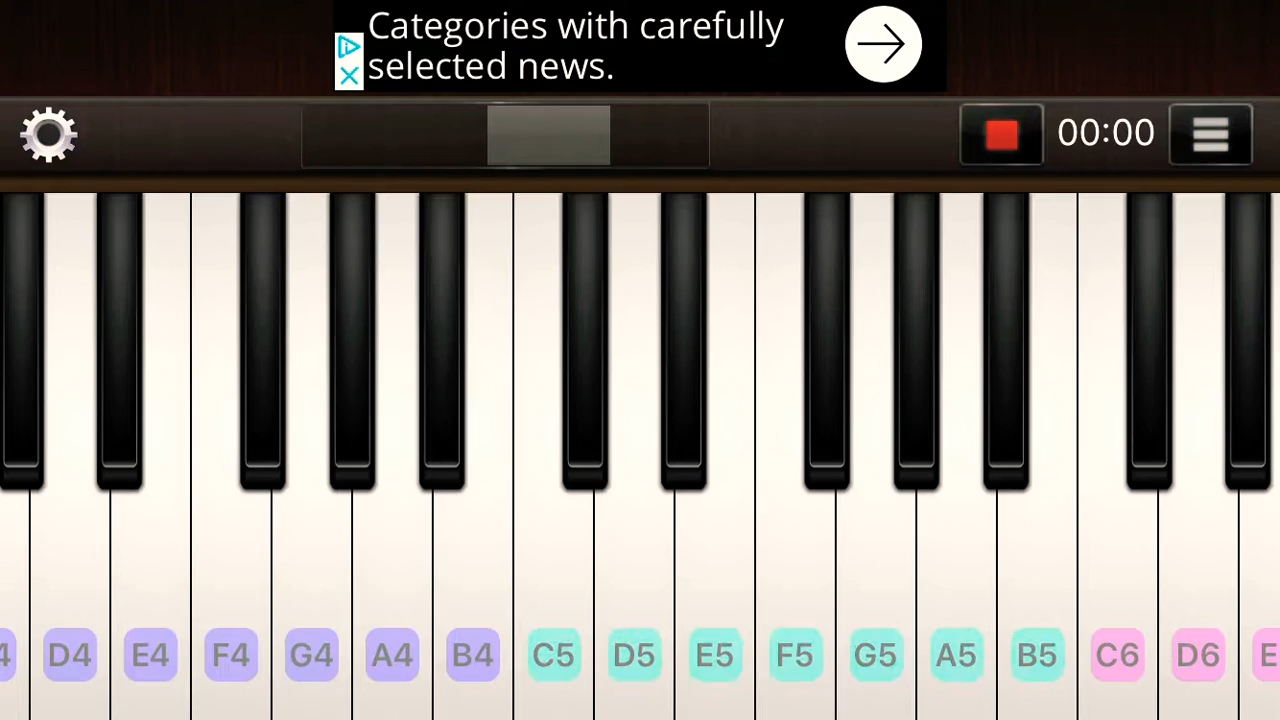 Categories with carefully
selected news.
00:00
4 D4 E4 F4 G4 A4 B4 C5 D5 E5 F5 G5 A5 B5 C6 D6 E